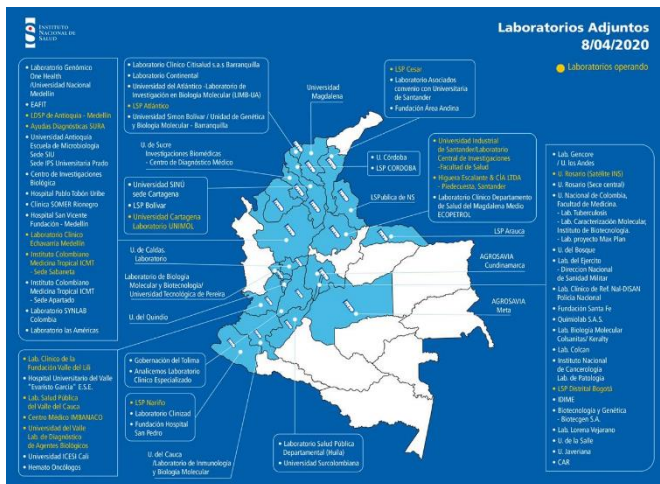 INSTITUTO
NACIONAL DE
SALUD
Laboratorios Adjuntos
8/04/2020
Laboratorios operando
• Laboratorio Genómico
One Health
/Universidad Nacional
Medellín
• EAFIT
• LDSP de Antioquia - Medellín
• Ayudas Diagnósticas SURA
• Universidad Antioquia
Escuela de Microbiología
Sede SIU
Sede IPS Universitaria Prado
• Centro de Investigaciones
Biológica
• Hospital Pablo Tobón Uribe
• Clínica SOMER Rionegro
• Hospital San Vicente
Fundación - Medellín
• Laboratorio Clínico
Echavarría Medellín
• Instituto Colombiano
Medicina Tropical ICMT
- Sede Sabaneta
• Instituto Colombiano
Medicina Tropical ICMT
- Sede Apartado
• Laboratorio SYNLAB
Colombia
• Laboratorio las Américas
• Laboratorio Clínico Citisalud s.a.s Barranquilla
• Laboratorio Continental
• Universidad del Atlántico -Laboratorio de
Investigación en Biología Molecular (LIMB-UA)
• LSP Atlántico
• Universidad Simon Bolívar / Unidad de Genética
y Biología Molecular - Barranquilla
Universidad
Magdalena
• LSP Cesar
• Laboratorio Asociados
convenio con Universitaria
de Santander
• Fundación Área Andina
U. de Sucre
Investigaciones Biomédicas
- Centro de Diagnóstico Médico
• U. Córdoba
• LSP CORDOBA
• Universidad Industrial
de Santander/Laboratorio
Central de Investigaciones
-Facultad de Salud
• Higuera Escalante & CÍA LTDA
- Piedecuesta, Santander
• Laboratorio Clínico Departamento
de Salud del Magdalena Medio
ECOPETROL
• Universidad SINÚ
sede Cartagena
• LSP Bolivar
• Universidad Cartagena
Laboratorio UNIMOL
LSPublica de NS
LSP Arauca
U. de Caldas.
Laboratorio
AGROSAVIA
Cundinamarca
Laboratorio de Biología
Molecular y Biotecnología/
Universidad Tecnológica de Pereira
AGROSAVIA
Meta
U. del Quindio
• Lab. Gencore
/ U. los Andes
• U. Rosario (Satélite INS)
• U. Rosario (Sece central)
• U. Nacional de Colombia,
Facultad de Medicina.
- Lab. Tuberculosis
- Lab. Caracterización Molecular,
Instituto de Biotecnología.
- Lab. proyecto Max Plan
• U. del Bosque
• Lab. del Ejercito
- Direccion Nacional
de Sanidad Militar
• Lab. Clínico de Ref. Nal-DISAN
Policía Nacional
• Fundación Santa Fe
• Quimiolab S.A.S.
• Lab. Biología Molecular
Colsanitas/ Keralty
• Lab. Colcan
• Instituto Nacional
de Cancerología
Lab. de Patología
• LSP Distrital Bogotá
• IDIME
• Biotecnología y Genética
- Biotecgen S.A.
• Lab. Lorena Vejarano
• U. de la Salle
• U. Javeriana
• CAR
• Gobernación del Tolima
• Analicemos Laboratorio
Clínico Especializado
• Lab. Clínico de la
Fundación Valle del Lili
• Hospital Universitario del Valle
"Evaristo García" E.S.E.
• Lab. Salud Pública
del Valle del Cauca
• Centro Médico IMBANACO
• Universidad del Valle
Lab. de Diagnóstico
de Agentes Biológicos
• Universidad ICESI Cali
• Hemato Oncólogos
• LSP Nariño
• Laboratorio Clinizad
• Fundación Hospital
San Pedro
U. del Cauca
/Laboratorio de Inmunología
y Biología Molecular
• Laboratorio Salud Pública
Departamental (Huila)
• Universidad Surcolombiana